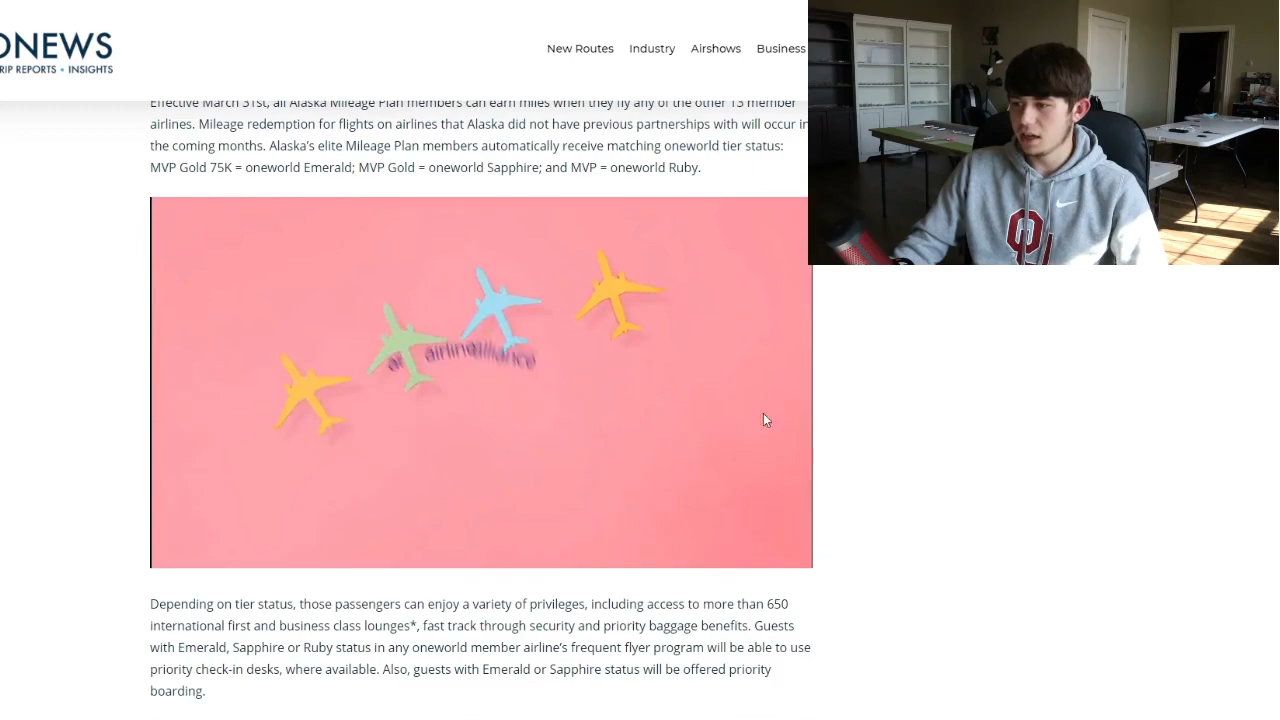 ONEWS
RIP REPORTS • INSIGHTS
New Routes Industry Airshows Business
Effective March 31st, all Alaska Mileage Plan members can earn miles when they fly any of the other 13 member
airlines. Mileage redemption for flights on airlines that Alaska did not have previous partnerships with will occur in
the coming months. Alaska's elite Mileage Plan members automatically receive matching oneworld tier status:
MVP Gold 75K = oneworld Emerald; MVP Gold = oneworld Sapphire; and MVP = oneworld Ruby.
OU
Depending on tier status, those passengers can enjoy a variety of privileges, including access to more than 650
international first and business class lounges*, fast track through security and priority baggage benefits. Guests
with Emerald, Sapphire or Ruby status in any oneworld member airline's frequent flyer program will be able to use
priority check-in desks, where available. Also, guests with Emerald or Sapphire status will be offered priority
boarding.